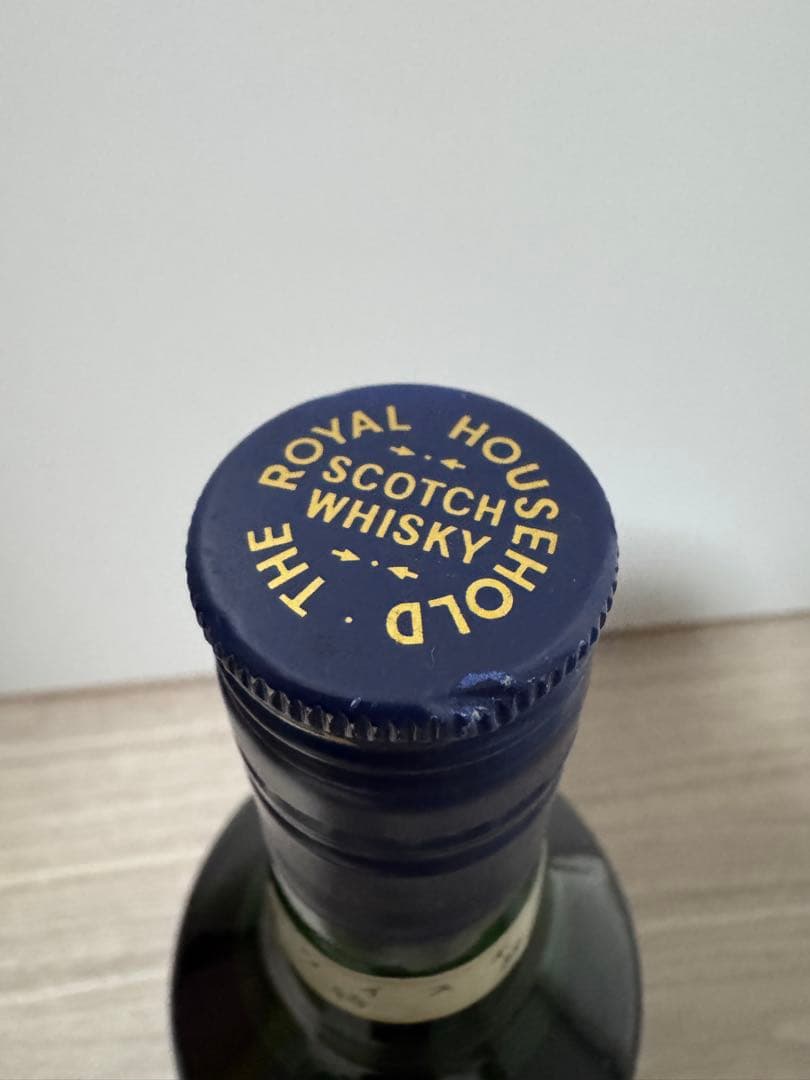 THE ROYAL HOUSEHOLD ·
SCOTCH
WHISKY